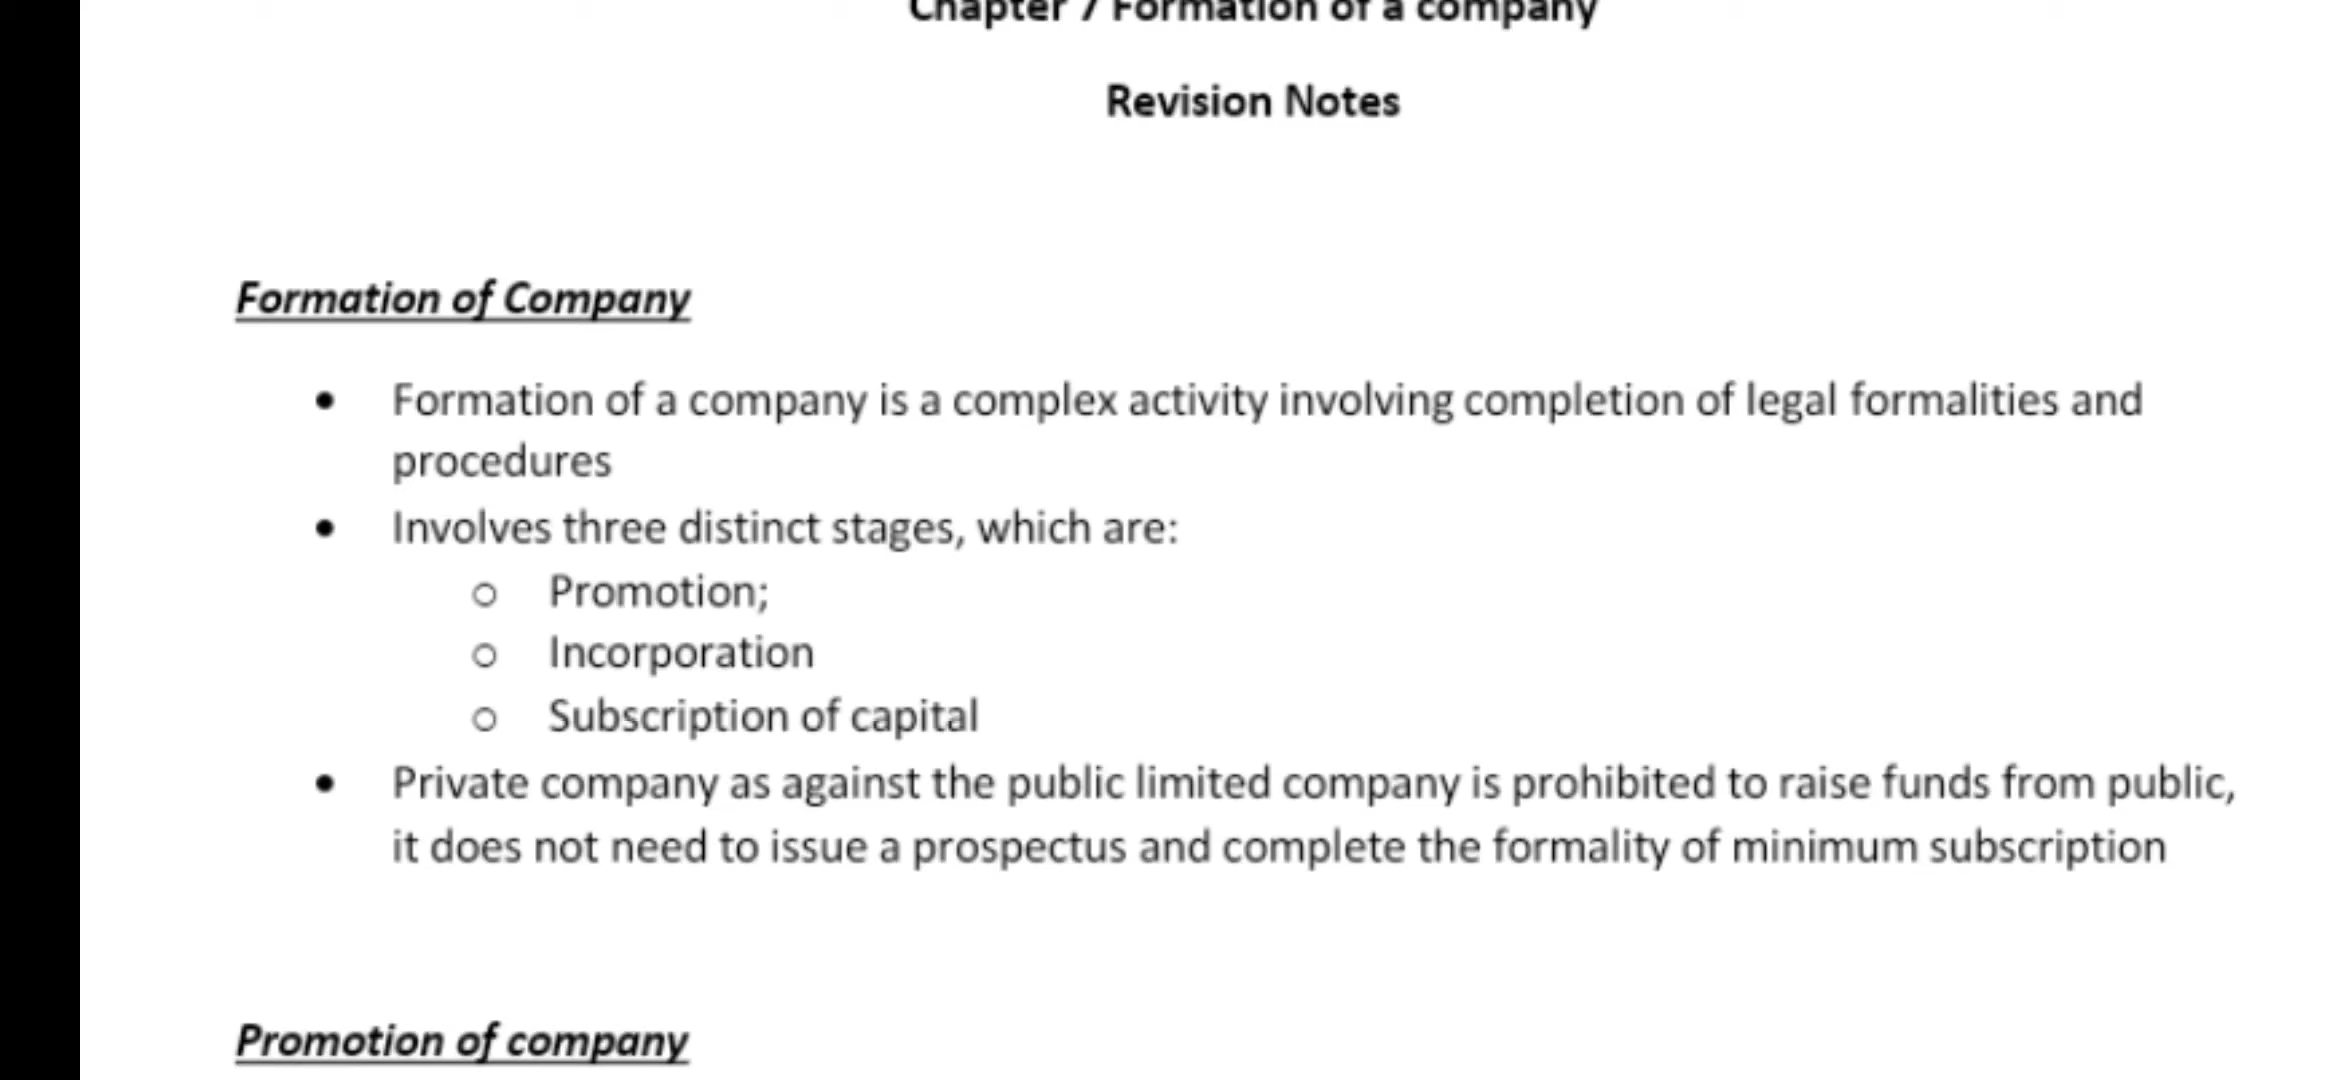 Chapter 7 Formation of a company
Revision Notes
Formation of Company
• Formation of a company is a complex activity involving completion of legal formalities and
procedures
• Involves three distinct stages, which are:
o Promotion;
o Incorporation
o Subscription of capital
• Private company as against the public limited company is prohibited to raise funds from public,
it does not need to issue a prospectus and complete the formality of minimum subscription
Promotion of company